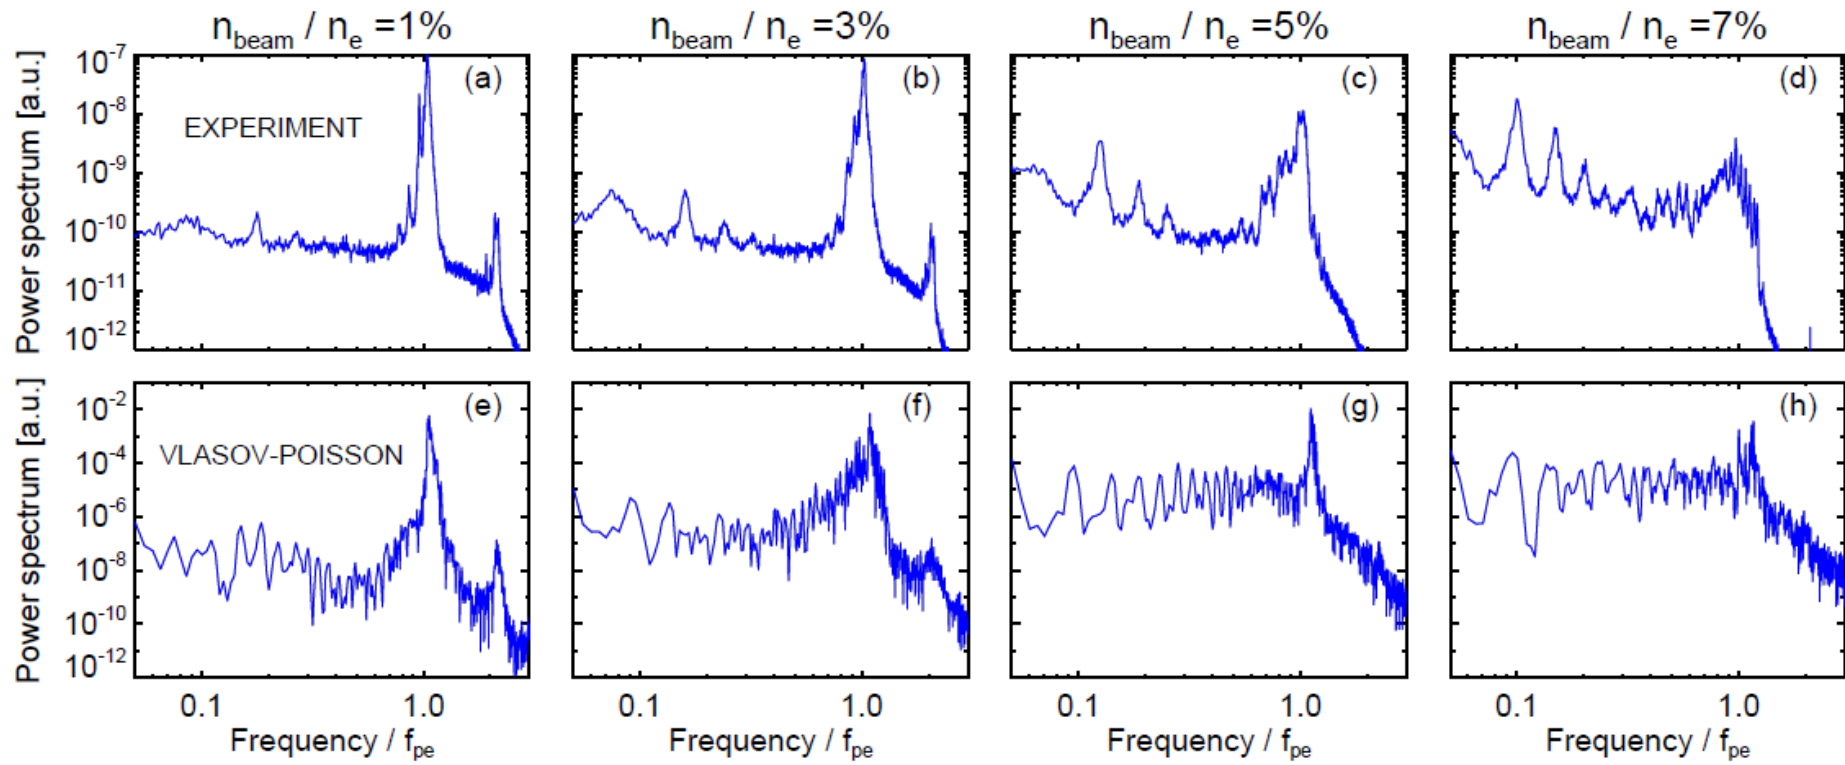 n_beam / n_e =1% n_beam / n_e =3% n_beam / n_e =5% n_beam / n_e =7%
Power spectrum [a.u.]
10^-7
10^-8
10^-9
10^-10
10^-11
10^-12
EXPERIMENT
(a) (b) (c) (d)
Power spectrum [a.u.]
10^-2
10^-4
10^-6
10^-8
10^-10
10^-12
VLASOV-POISSON
(e) (f) (g) (h)
0.1 1.0 0.1 1.0 0.1 1.0 0.1 1.0
Frequency / f_pe Frequency / f_pe Frequency / f_pe Frequency / f_pe